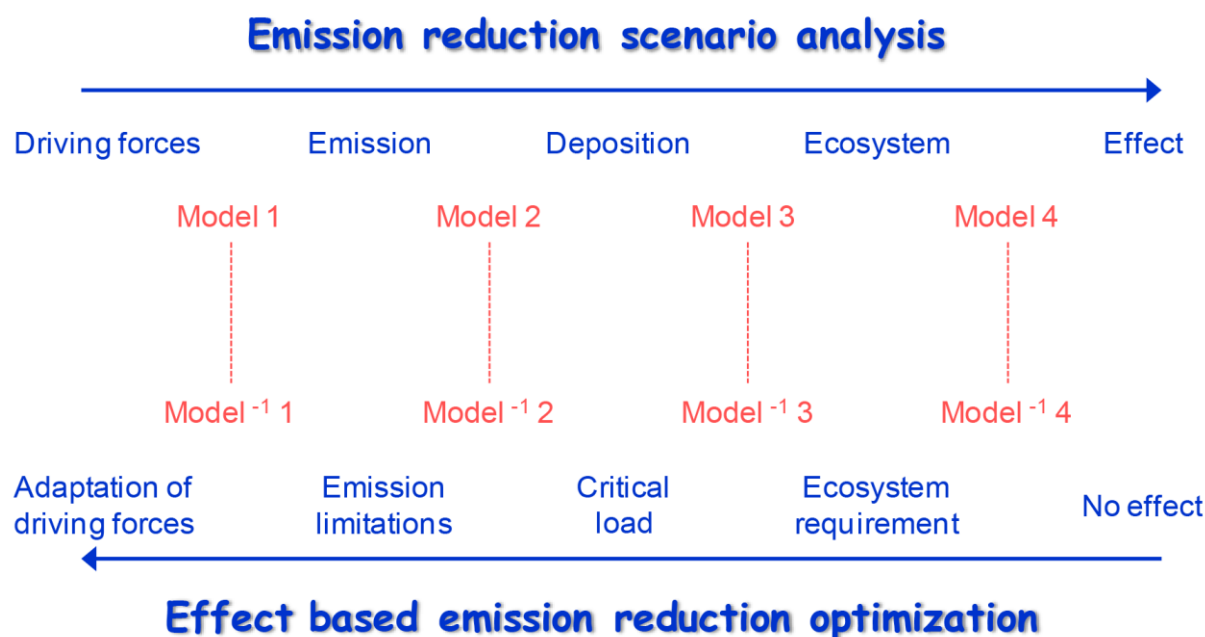 Emission reduction scenario analysis
Driving forces Emission Deposition Ecosystem Effect
Model 1 Model 2 Model 3 Model 4
Model ⁻¹ 1 Model ⁻¹ 2 Model ⁻¹ 3 Model ⁻¹ 4
Adaptation of Emission Critical Ecosystem
driving forces limitations load requirement No effect
Effect based emission reduction optimization